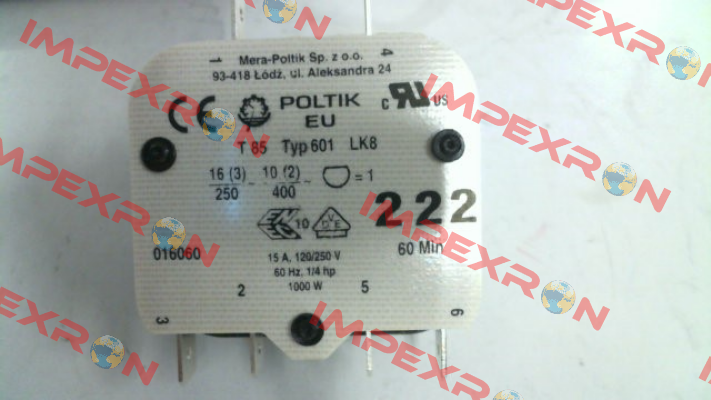 IMPEXRON
IMPEXRON
1
4
Mera-Poltik Sp. z o.o.
93-418 Łódź, ul. Aleksandra 24
CE
POLTIK
EU
c RU us
T 85 Typ 601 LK8
16 (3)
250 ~
10 (2)
400 ~
= 1
222
10
VDE
016060
15 A, 120/250 V
60 Hz, 1/4 hp
1000 W
60 Min
2
5
3
6
IMPEXRON
IMPEXRON